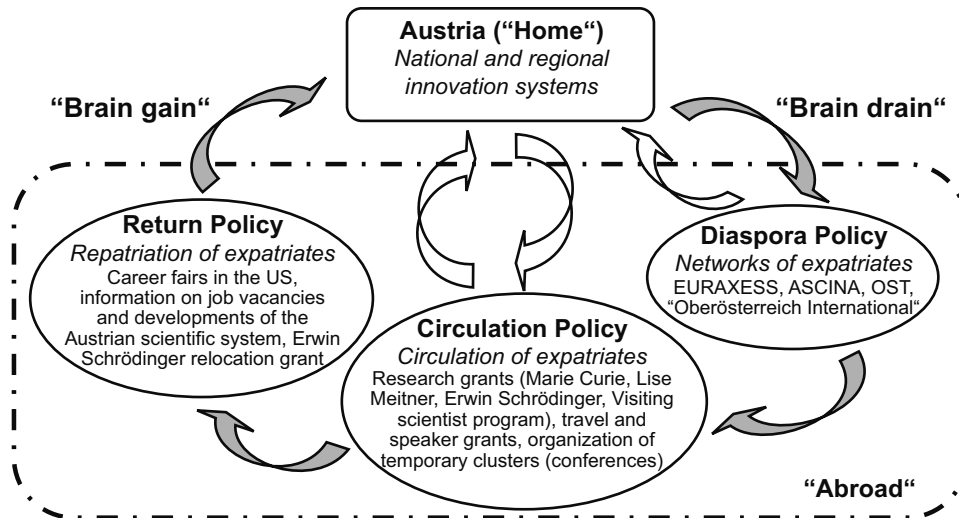 Austria (“Home“)
National and regional
innovation systems
“Brain gain“
“Brain drain“
Return Policy
Repatriation of expatriates
Career fairs in the US,
information on job vacancies
and developments of the
Austrian scientific system, Erwin
Schrödinger relocation grant
Diaspora Policy
Networks of expatriates
EURAXESS, ASCINA, OST,
“Oberösterreich International“
Circulation Policy
Circulation of expatriates
Research grants (Marie Curie, Lise
Meitner, Erwin Schrödinger, Visiting
scientist program), travel and
speaker grants, organization of
temporary clusters (conferences)
“Abroad“